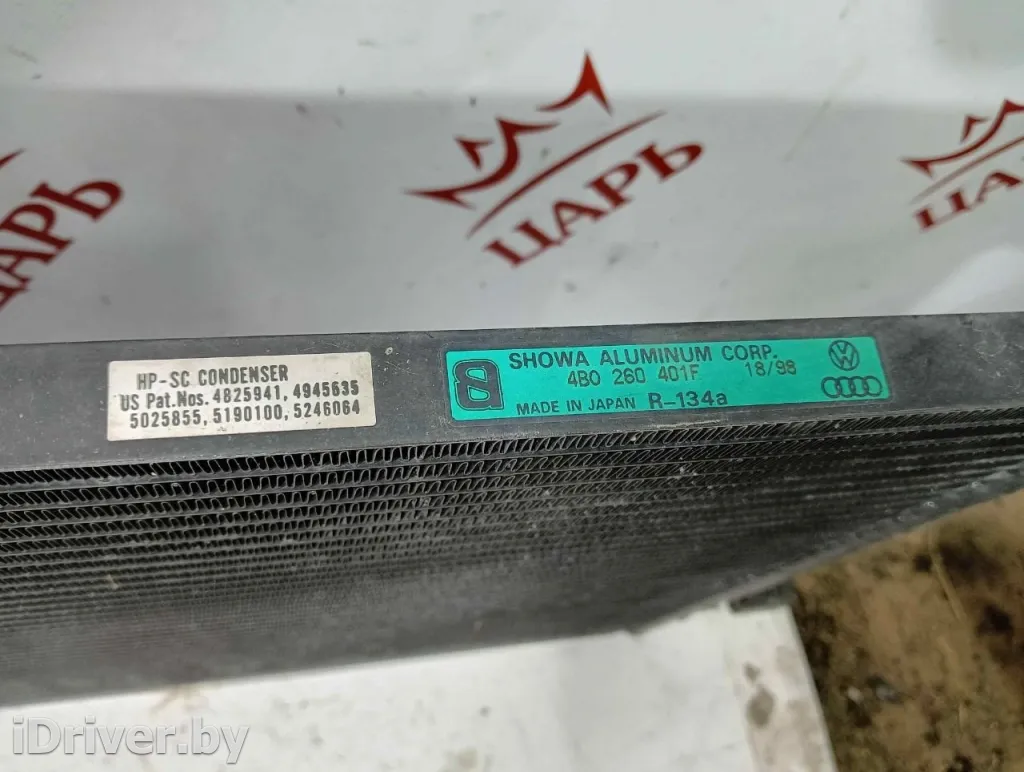 ЦАРЬ
ЦАРЬ
ЦАРЬ
HP-SC CONDENSER
US Pat.Nos. 4825941, 4945635
5025855, 5190100, 5246064
SHOWA ALUMINUM CORP.
4B0 260 401F 18/98
MADE IN JAPAN R-134a
iDriver.by